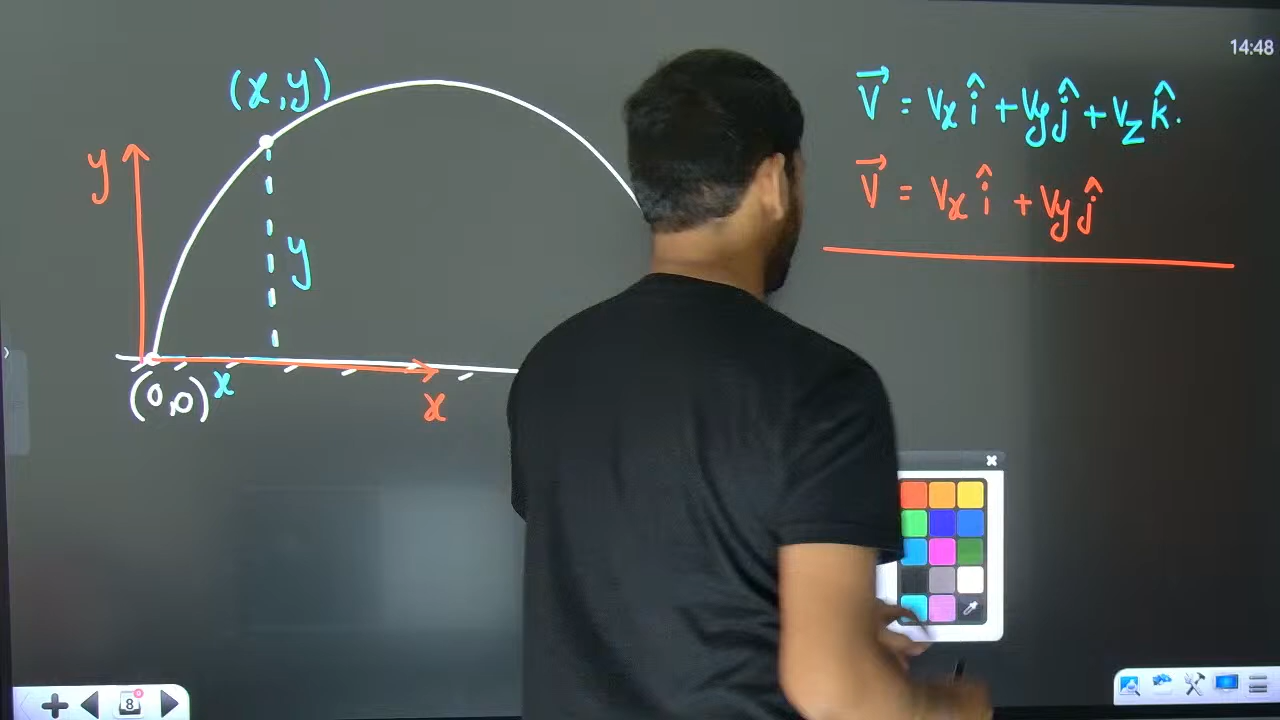 14:48
(x,y)
V⃗ = Vx î + Vy ĵ + Vz k̂.
y
V⃗ = Vx î + Vy ĵ
y
(0,0)
x
x
8